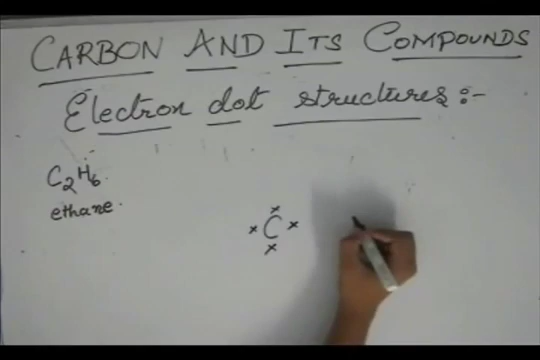 CARBON AND ITS COMPOUNDS
Electron dot structures:-
C₂H₆
ethane.
x
x C x
x